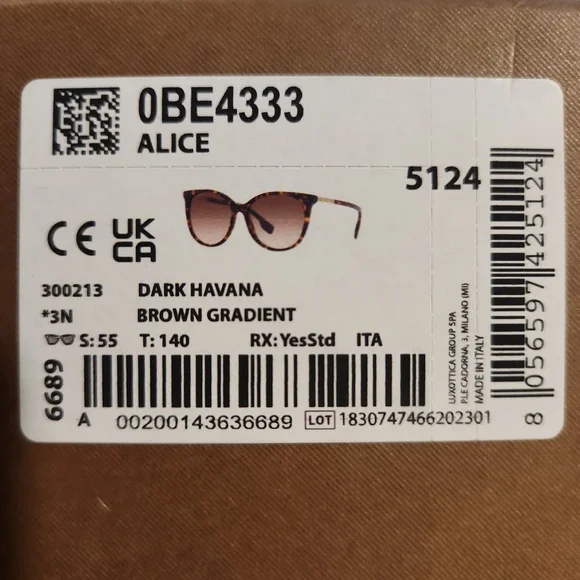 0BE4333
ALICE
5124
CE UK CA
300213 DARK HAVANA
*3N BROWN GRADIENT
S: 55 T: 140 RX: YesStd ITA
6689
A 00200143636689 LOT 1830747466202301
LUXOTTICA GROUP SPA
P.LE CADORNA, 3, MILANO (MI)
MADE IN ITALY
8 056597 425124